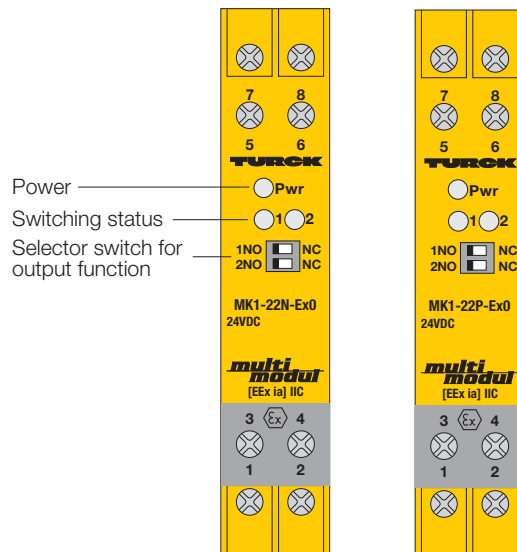 7 8
5 6
TURCK
Power
Pwr
Switching status
1 2
Selector switch for
output function
1NO NC
2NO NC
MK1-22N-Ex0
24VDC
multi
modul
[EEx ia] IIC
3 Ex 4
1 2
7 8
5 6
TURCK
Pwr
1 2
1NO NC
2NO NC
MK1-22P-Ex0
24VDC
multi
modul
[EEx ia] IIC
3 Ex 4
1 2